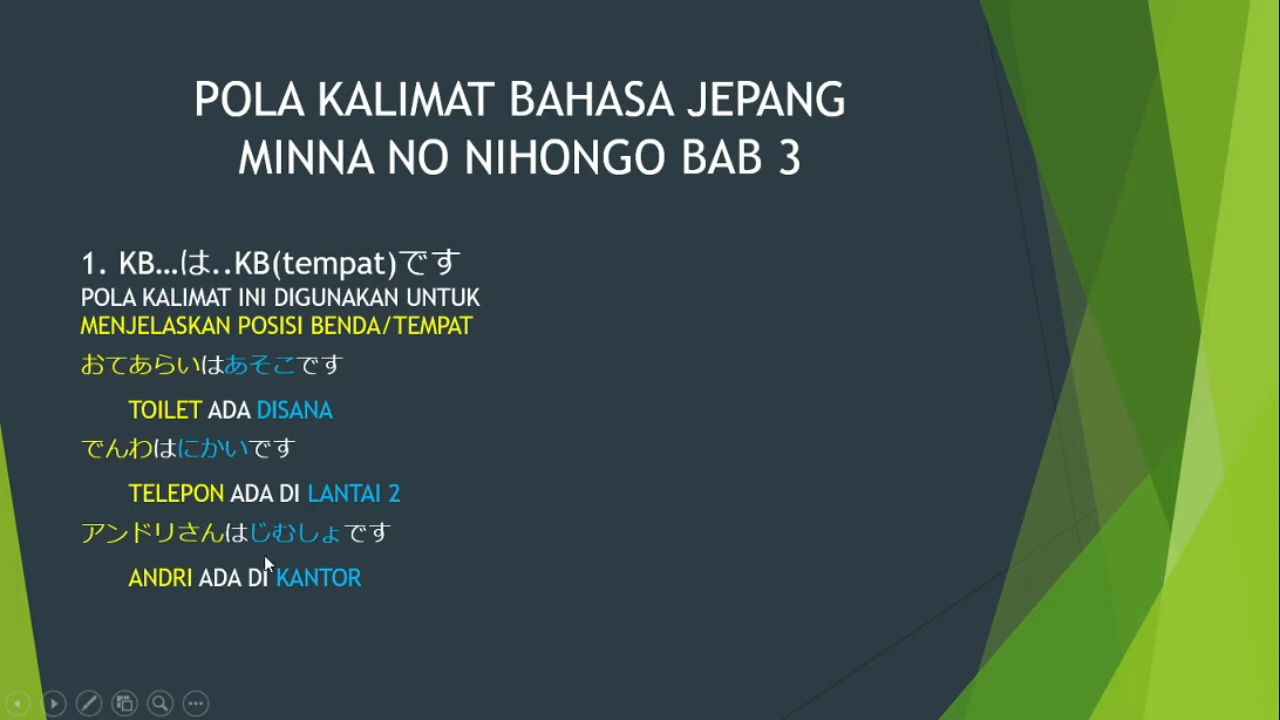 POLA KALIMAT BAHASA JEPANG
MINNA NO NIHONGO BAB 3
1. KB…は..KB(tempat)です
POLA KALIMAT INI DIGUNAKAN UNTUK
MENJELASKAN POSISI BENDA/TEMPAT
おてあらいはあそこです
TOILET ADA DISANA
でんわはにかいです
TELEPON ADA DI LANTAI 2
アンドリさんはじむしょです
ANDRI ADA DI KANTOR